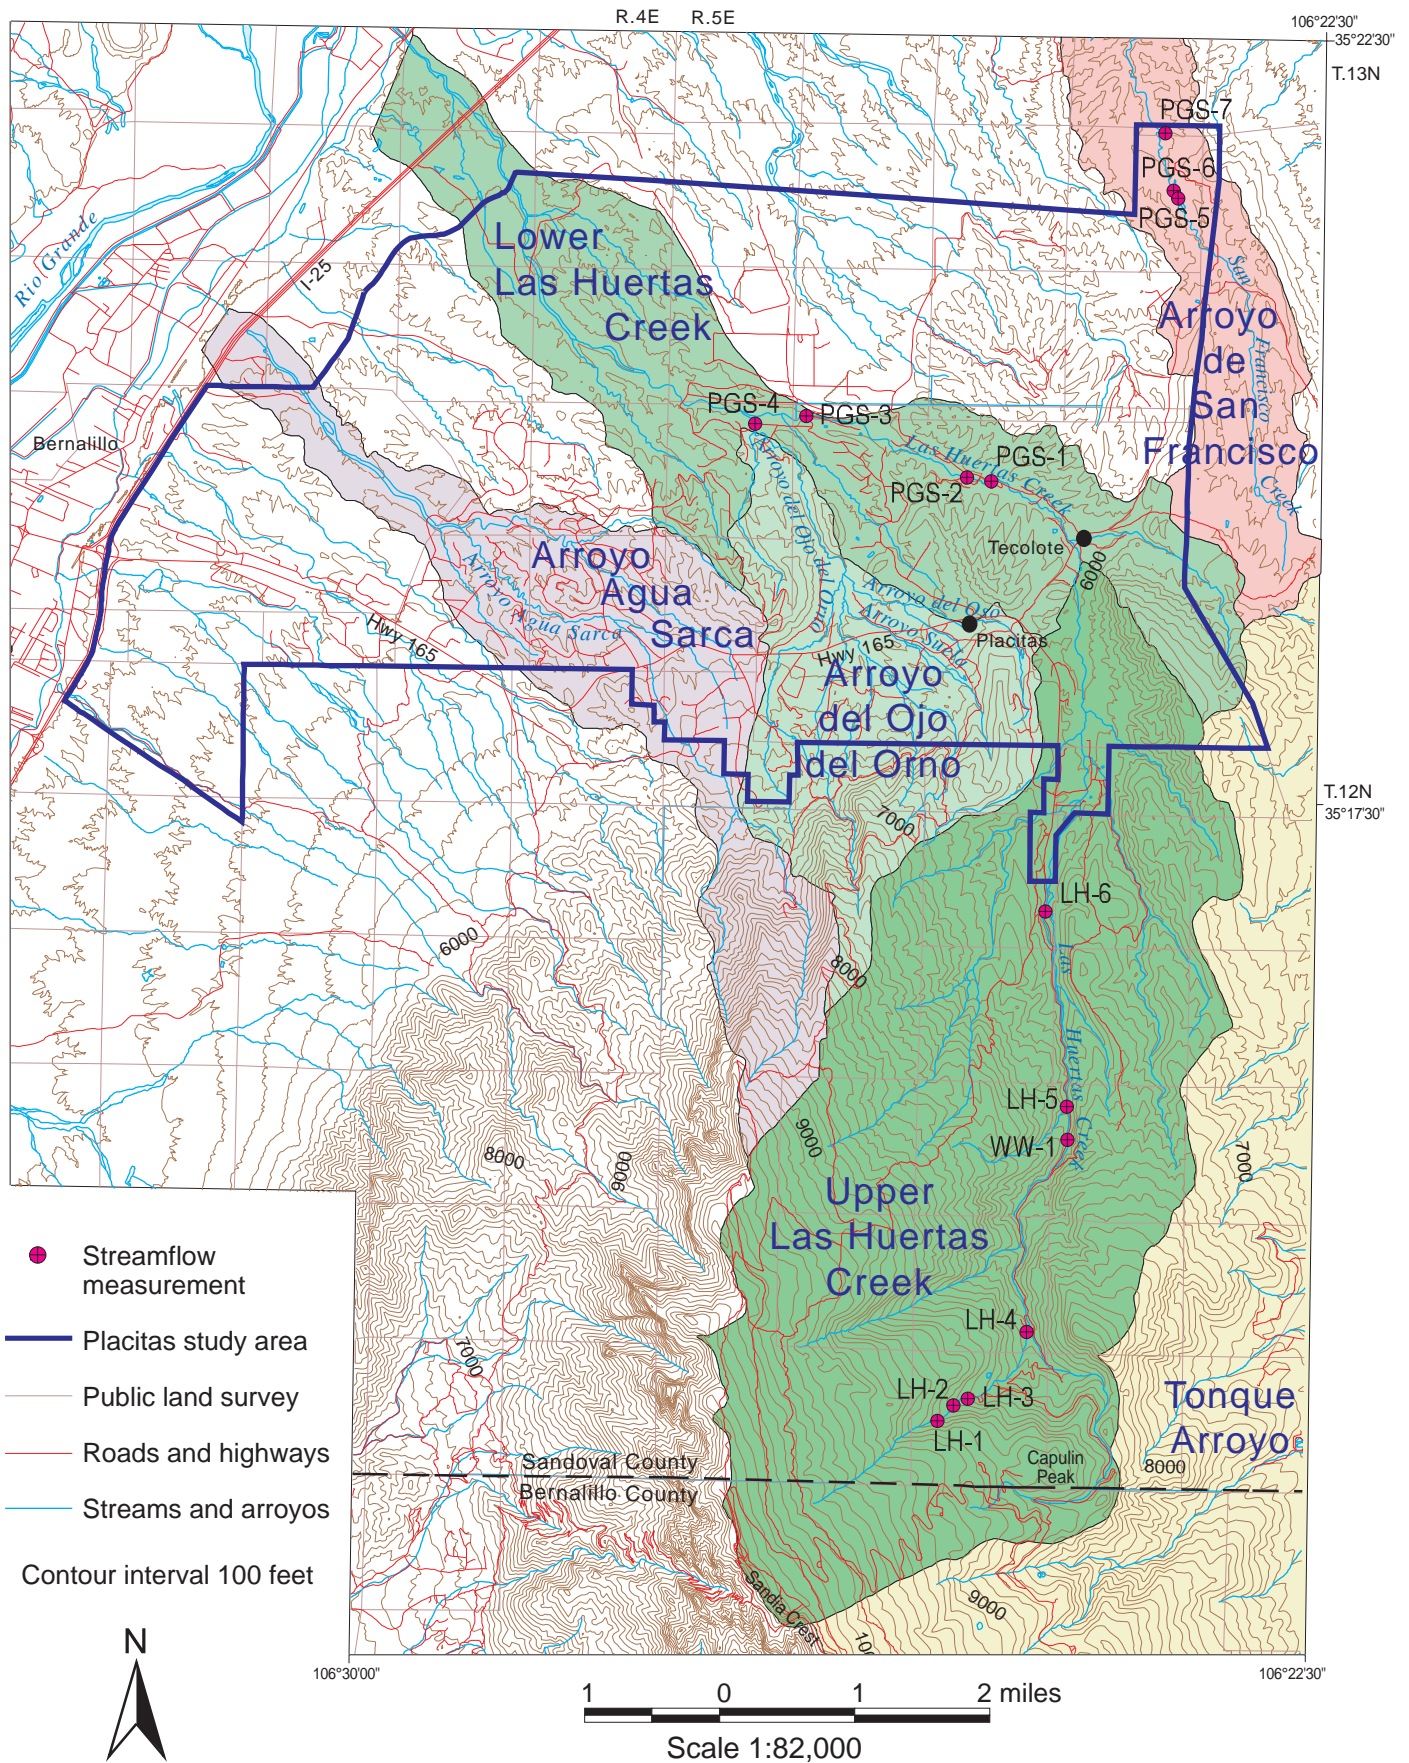 R.4E R.5E
106°22'30"
35°22'30"
T.13N
PGS-7
PGS-6
PGS-5
Rio Grande
I-25
Lower
Las Huertas
Creek
San
Francisco
Creek
Arroyo
de
San
Francisco
PGS-4
PGS-3
Bernalillo
Las Huertas Creek
PGS-1
PGS-2
Arroyo del Ojo del Orno
Tecolote
6000
Arroyo
Agua
Sarca
Arroyo Agua Sarca
Arroyo del Oso
Arroyo Suelo
Placitas
Hwy 165
Hwy 165
Arroyo
del Ojo
del Orno
T.12N
35°17'30"
7000
LH-6
6000
8000
Las
Huertas
Creek
LH-5
WW-1
9000
8000
9000
7000
Upper
Las Huertas
Creek
LH-4
7000
LH-2
LH-3
LH-1
Tonque
Arroyo
Capulin
Peak
8000
Sandoval County
Bernalillo County
9000
Sandia Crest
100
Streamflow
measurement
Placitas study area
Public land survey
Roads and highways
Streams and arroyos
Contour interval 100 feet
N
106°30'00"
106°22'30"
1 0 1 2 miles
Scale 1:82,000